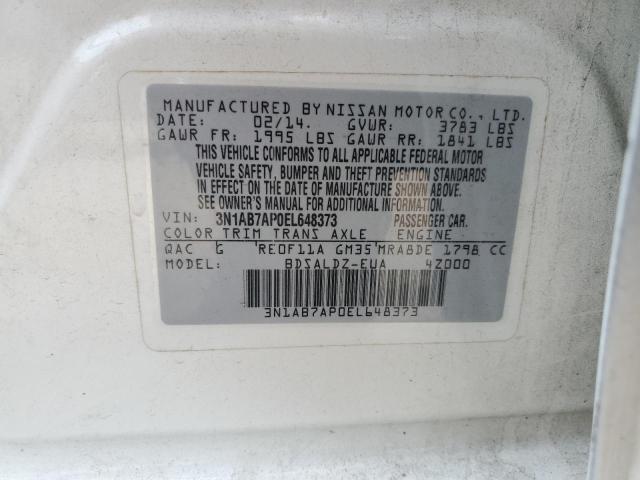 MANUFACTURED BY NISSAN MOTOR CO., LTD.
DATE: 02/14. GVWR: 3783 LBS
GAWR FR: 1995 LBS GAWR RR: 1841 LBS
THIS VEHICLE CONFORMS TO ALL APPLICABLE FEDERAL MOTOR
VEHICLE SAFETY, BUMPER AND THEFT PREVENTION STANDARDS
IN EFFECT ON THE DATE OF MANUFACTURE SHOWN ABOVE.
SEE OWNER'S MANUAL FOR ADDITIONAL INFORMATION.
VIN: 3N1AB7AP0EL648373 PASSENGER CAR.
COLOR TRIM TRANS AXLE ENGINE
QAC G RE0F11A GM35 MRA8DE 1798 CC
MODEL: BDSALDZ-EUA 4Z000
3N1AB7AP0EL648373